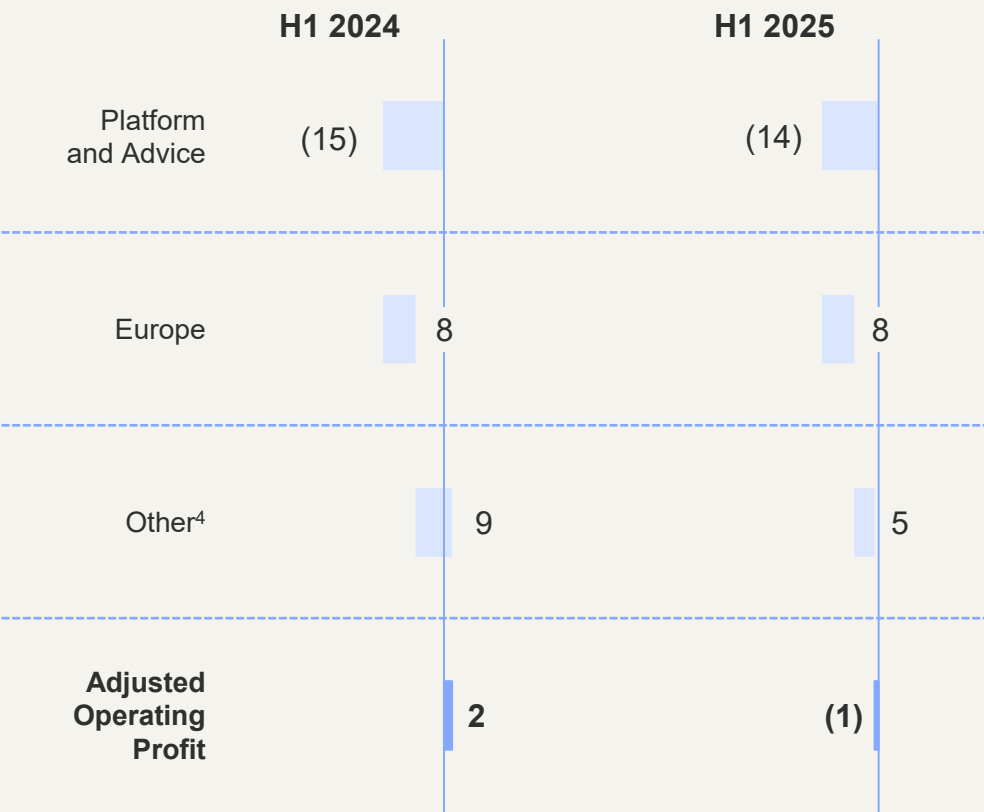 H1 2024 H1 2025
Platform
and Advice
(15) (14)
Europe 8 8
Other⁴ 9 5
Adjusted
Operating
Profit
2 (1)